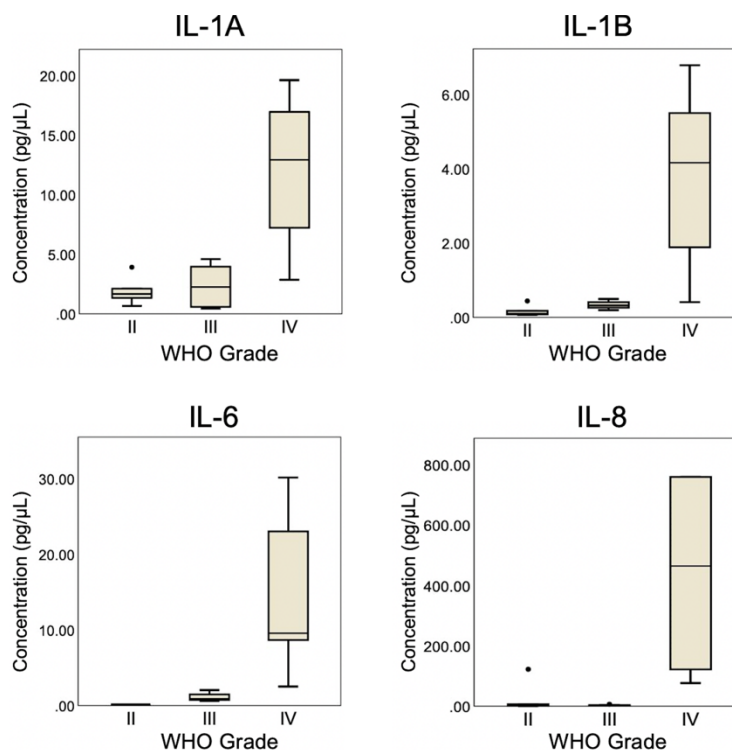 IL-1A
Concentration (pg/µL)
20.00
15.00
10.00
5.00
.00
II III IV
WHO Grade
IL-1B
Concentration (pg/µL)
6.00
4.00
2.00
.00
II III IV
WHO Grade
IL-6
Concentration (pg/µL)
30.00
20.00
10.00
.00
II III IV
WHO Grade
IL-8
Concentration (pg/µL)
800.00
600.00
400.00
200.00
.00
II III IV
WHO Grade